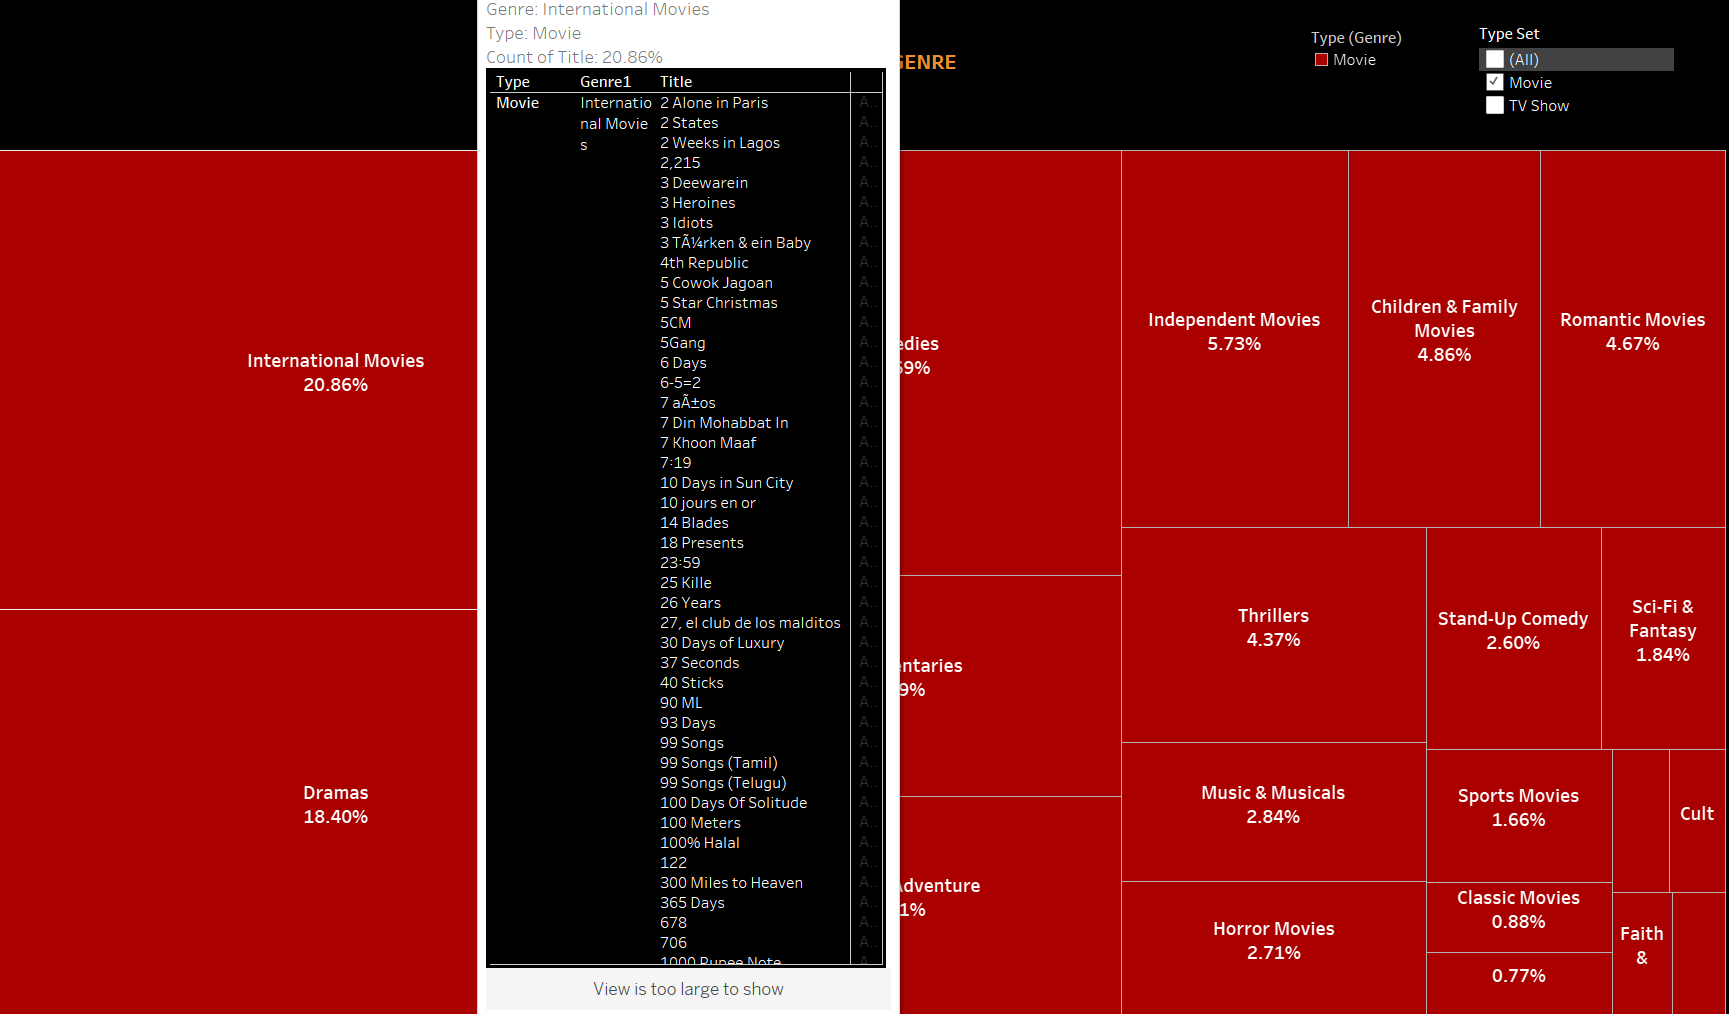 Genre: International Movies
Type: Movie
Count of Title: 20.86%
Type Genre1 Title
Movie
Internatio
nal Movie
s
2 Alone in Paris
2 States
2 Weeks in Lagos
2,215
3 Deewarein
3 Heroines
3 Idiots
3 TÃ¼rken & ein Baby
4th Republic
5 Cowok Jagoan
5 Star Christmas
5CM
5Gang
6 Days
6-5=2
7 aÃ±os
7 Din Mohabbat In
7 Khoon Maaf
7:19
10 Days in Sun City
10 jours en or
14 Blades
18 Presents
23:59
25 Kille
26 Years
27, el club de los malditos
30 Days of Luxury
37 Seconds
40 Sticks
90 ML
93 Days
99 Songs
99 Songs (Tamil)
99 Songs (Telugu)
100 Days Of Solitude
100 Meters
100% Halal
122
300 Miles to Heaven
365 Days
678
706
1000 Rupee Note
View is too large to show
GENRE
Type (Genre)
Movie
Type Set
(All)
Movie
TV Show
International Movies
20.86%
Dramas
18.40%
edies
69%
entaries
9%
Adventure
1%
Independent Movies
5.73%
Children & Family
Movies
4.86%
Romantic Movies
4.67%
Thrillers
4.37%
Stand-Up Comedy
2.60%
Sci-Fi &
Fantasy
1.84%
Music & Musicals
2.84%
Sports Movies
1.66%
Cult
Horror Movies
2.71%
Classic Movies
0.88%
0.77%
Faith
&